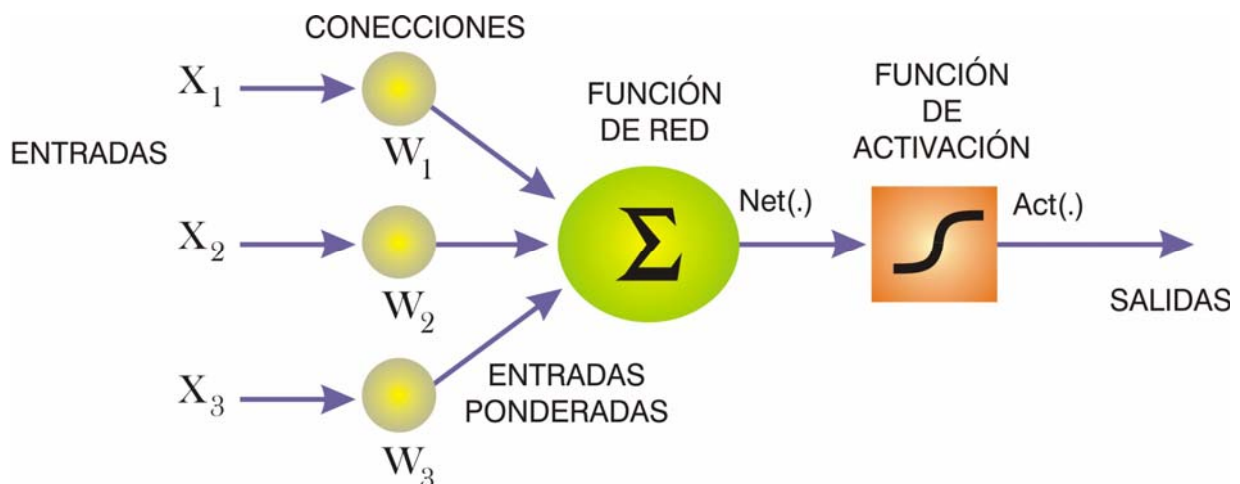 CONECCIONES
X1
W1
ENTRADAS
X2
W2
X3
W3
FUNCIÓN
DE RED
Σ
ENTRADAS
PONDERADAS
Net(.)
FUNCIÓN
DE
ACTIVACIÓN
Act(.)
SALIDAS